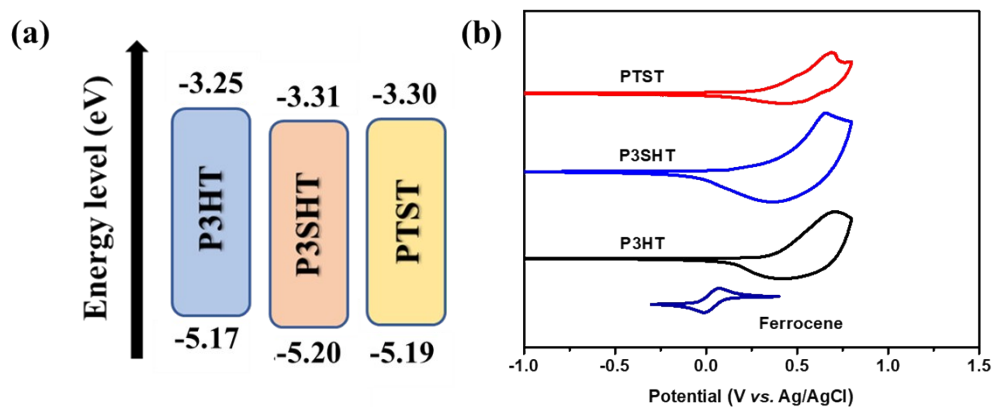 (a)
Energy level (eV)
-3.25
-3.31
-3.30
P3HT
P3SHT
PTST
-5.17
-5.20
-5.19
(b)
PTST
P3SHT
P3HT
Ferrocene
-1.0
-0.5
0.0
0.5
1.0
1.5
Potential (V vs. Ag/AgCl)